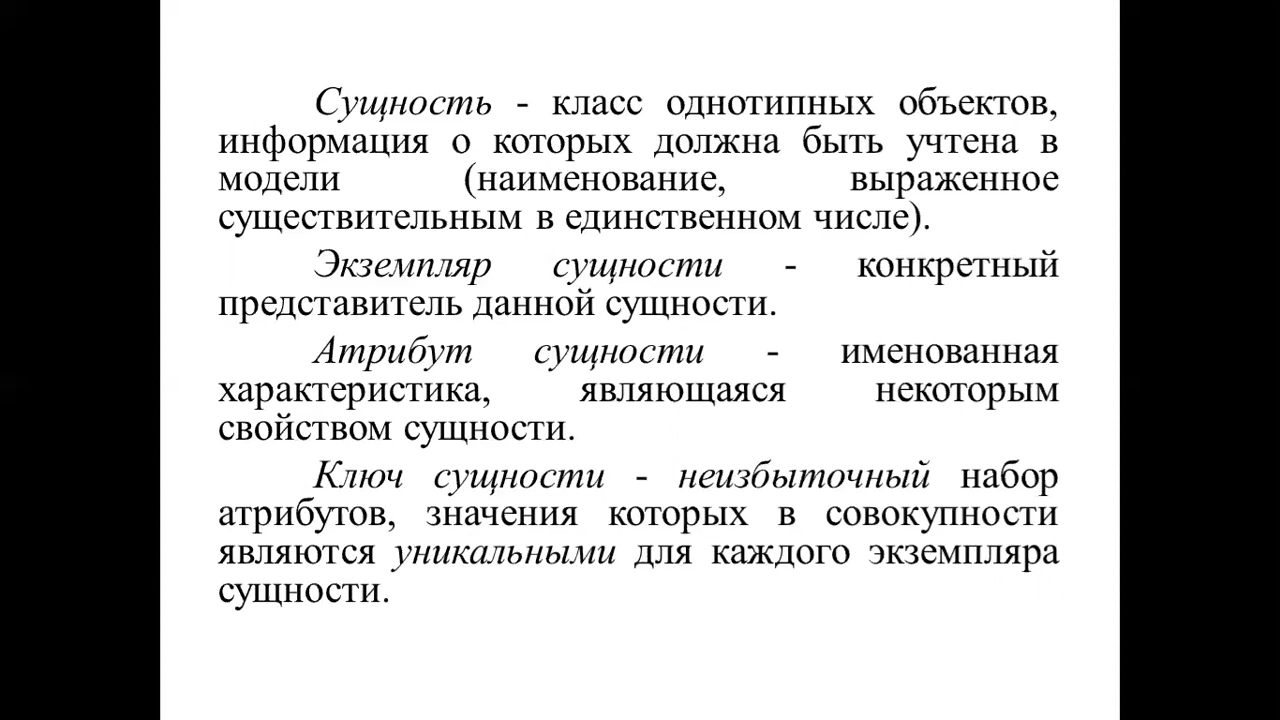 Сущность - класс однотипных объектов,
информация о которых должна быть учтена в
модели (наименование, выраженное
существительным в единственном числе).
Экземпляр сущности - конкретный
представитель данной сущности.
Атрибут сущности - именованная
характеристика, являющаяся некоторым
свойством сущности.
Ключ сущности - неизбыточный набор
атрибутов, значения которых в совокупности
являются уникальными для каждого экземпляра
сущности.